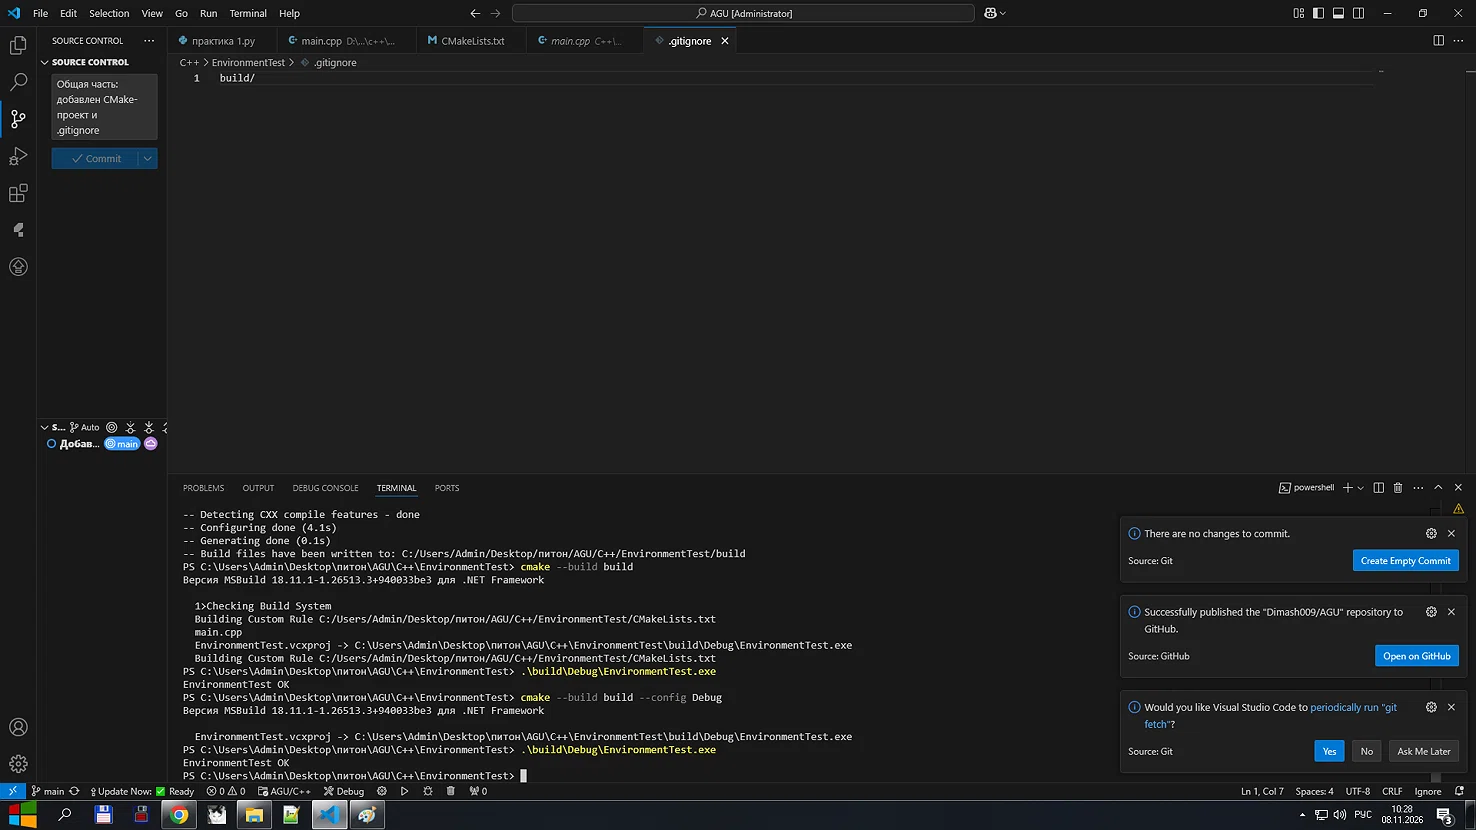 File Edit Selection View Go Run Terminal Help
AGU [Administrator]
SOURCE CONTROL
практика 1.py
main.cpp D:\...\c++\...
CMakeLists.txt
main.cpp C++\...
.gitignore
SOURCE CONTROL
C++ > EnvironmentTest > .gitignore
1 build/
Общая часть:
добавлен CMake-
проект и
.gitignore
Commit
S... Auto
Добав... main
PROBLEMS OUTPUT DEBUG CONSOLE TERMINAL PORTS
powershell
-- Detecting CXX compile features - done
-- Configuring done (4.1s)
-- Generating done (0.1s)
-- Build files have been written to: C:/Users/Admin/Desktop/питон/AGU/C++/EnvironmentTest/build
PS C:\Users\Admin\Desktop\питон\AGU\C++\EnvironmentTest> cmake --build build
Версия MSBuild 18.11.1-1.26513.3+940033be3 для .NET Framework
1>Checking Build System
Building Custom Rule C:/Users/Admin/Desktop/питон/AGU/C++/EnvironmentTest/CMakeLists.txt
main.cpp
EnvironmentTest.vcxproj -> C:\Users\Admin\Desktop\питон\AGU\C++\EnvironmentTest\build\Debug\EnvironmentTest.exe
Building Custom Rule C:/Users/Admin/Desktop/питон/AGU/C++/EnvironmentTest/CMakeLists.txt
PS C:\Users\Admin\Desktop\питон\AGU\C++\EnvironmentTest> .\build\Debug\EnvironmentTest.exe
EnvironmentTest OK
PS C:\Users\Admin\Desktop\питон\AGU\C++\EnvironmentTest> cmake --build build --config Debug
Версия MSBuild 18.11.1-1.26513.3+940033be3 для .NET Framework
EnvironmentTest.vcxproj -> C:\Users\Admin\Desktop\питон\AGU\C++\EnvironmentTest\build\Debug\EnvironmentTest.exe
PS C:\Users\Admin\Desktop\питон\AGU\C++\EnvironmentTest> .\build\Debug\EnvironmentTest.exe
EnvironmentTest OK
PS C:\Users\Admin\Desktop\питон\AGU\C++\EnvironmentTest>
There are no changes to commit.
Source: Git
Create Empty Commit
Successfully published the "Dimash009/AGU" repository to
GitHub.
Source: GitHub
Open on GitHub
Would you like Visual Studio Code to periodically run "git
fetch"?
Source: Git
Yes No Ask Me Later
main Update Now: Ready 0 0 AGU/C++ Debug 0
Ln 1, Col 7 Spaces: 4 UTF-8 CRLF Ignore
РУС
10:28
08.11.2026
3